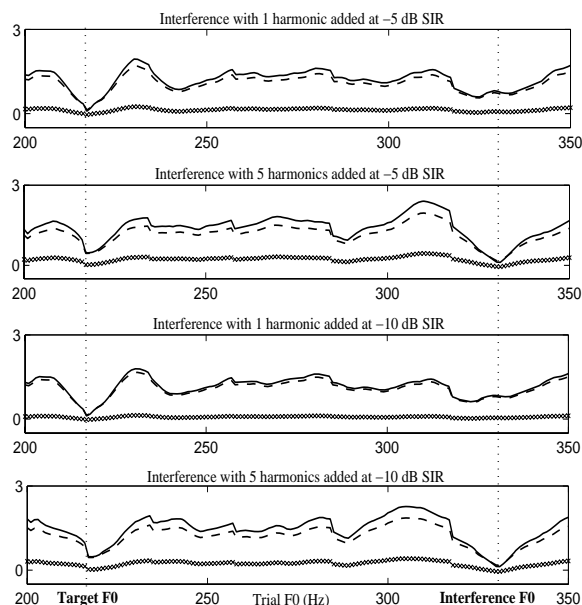 Interference with 1 harmonic added at −5 dB SIR
3
0
200 250 300 350
Interference with 5 harmonics added at −5 dB SIR
3
0
200 250 300 350
Interference with 1 harmonic added at −10 dB SIR
3
0
200 250 300 350
Interference with 5 harmonics added at −10 dB SIR
3
0
200 250 300 350
Target F0 Trial F0 (Hz) Interference F0